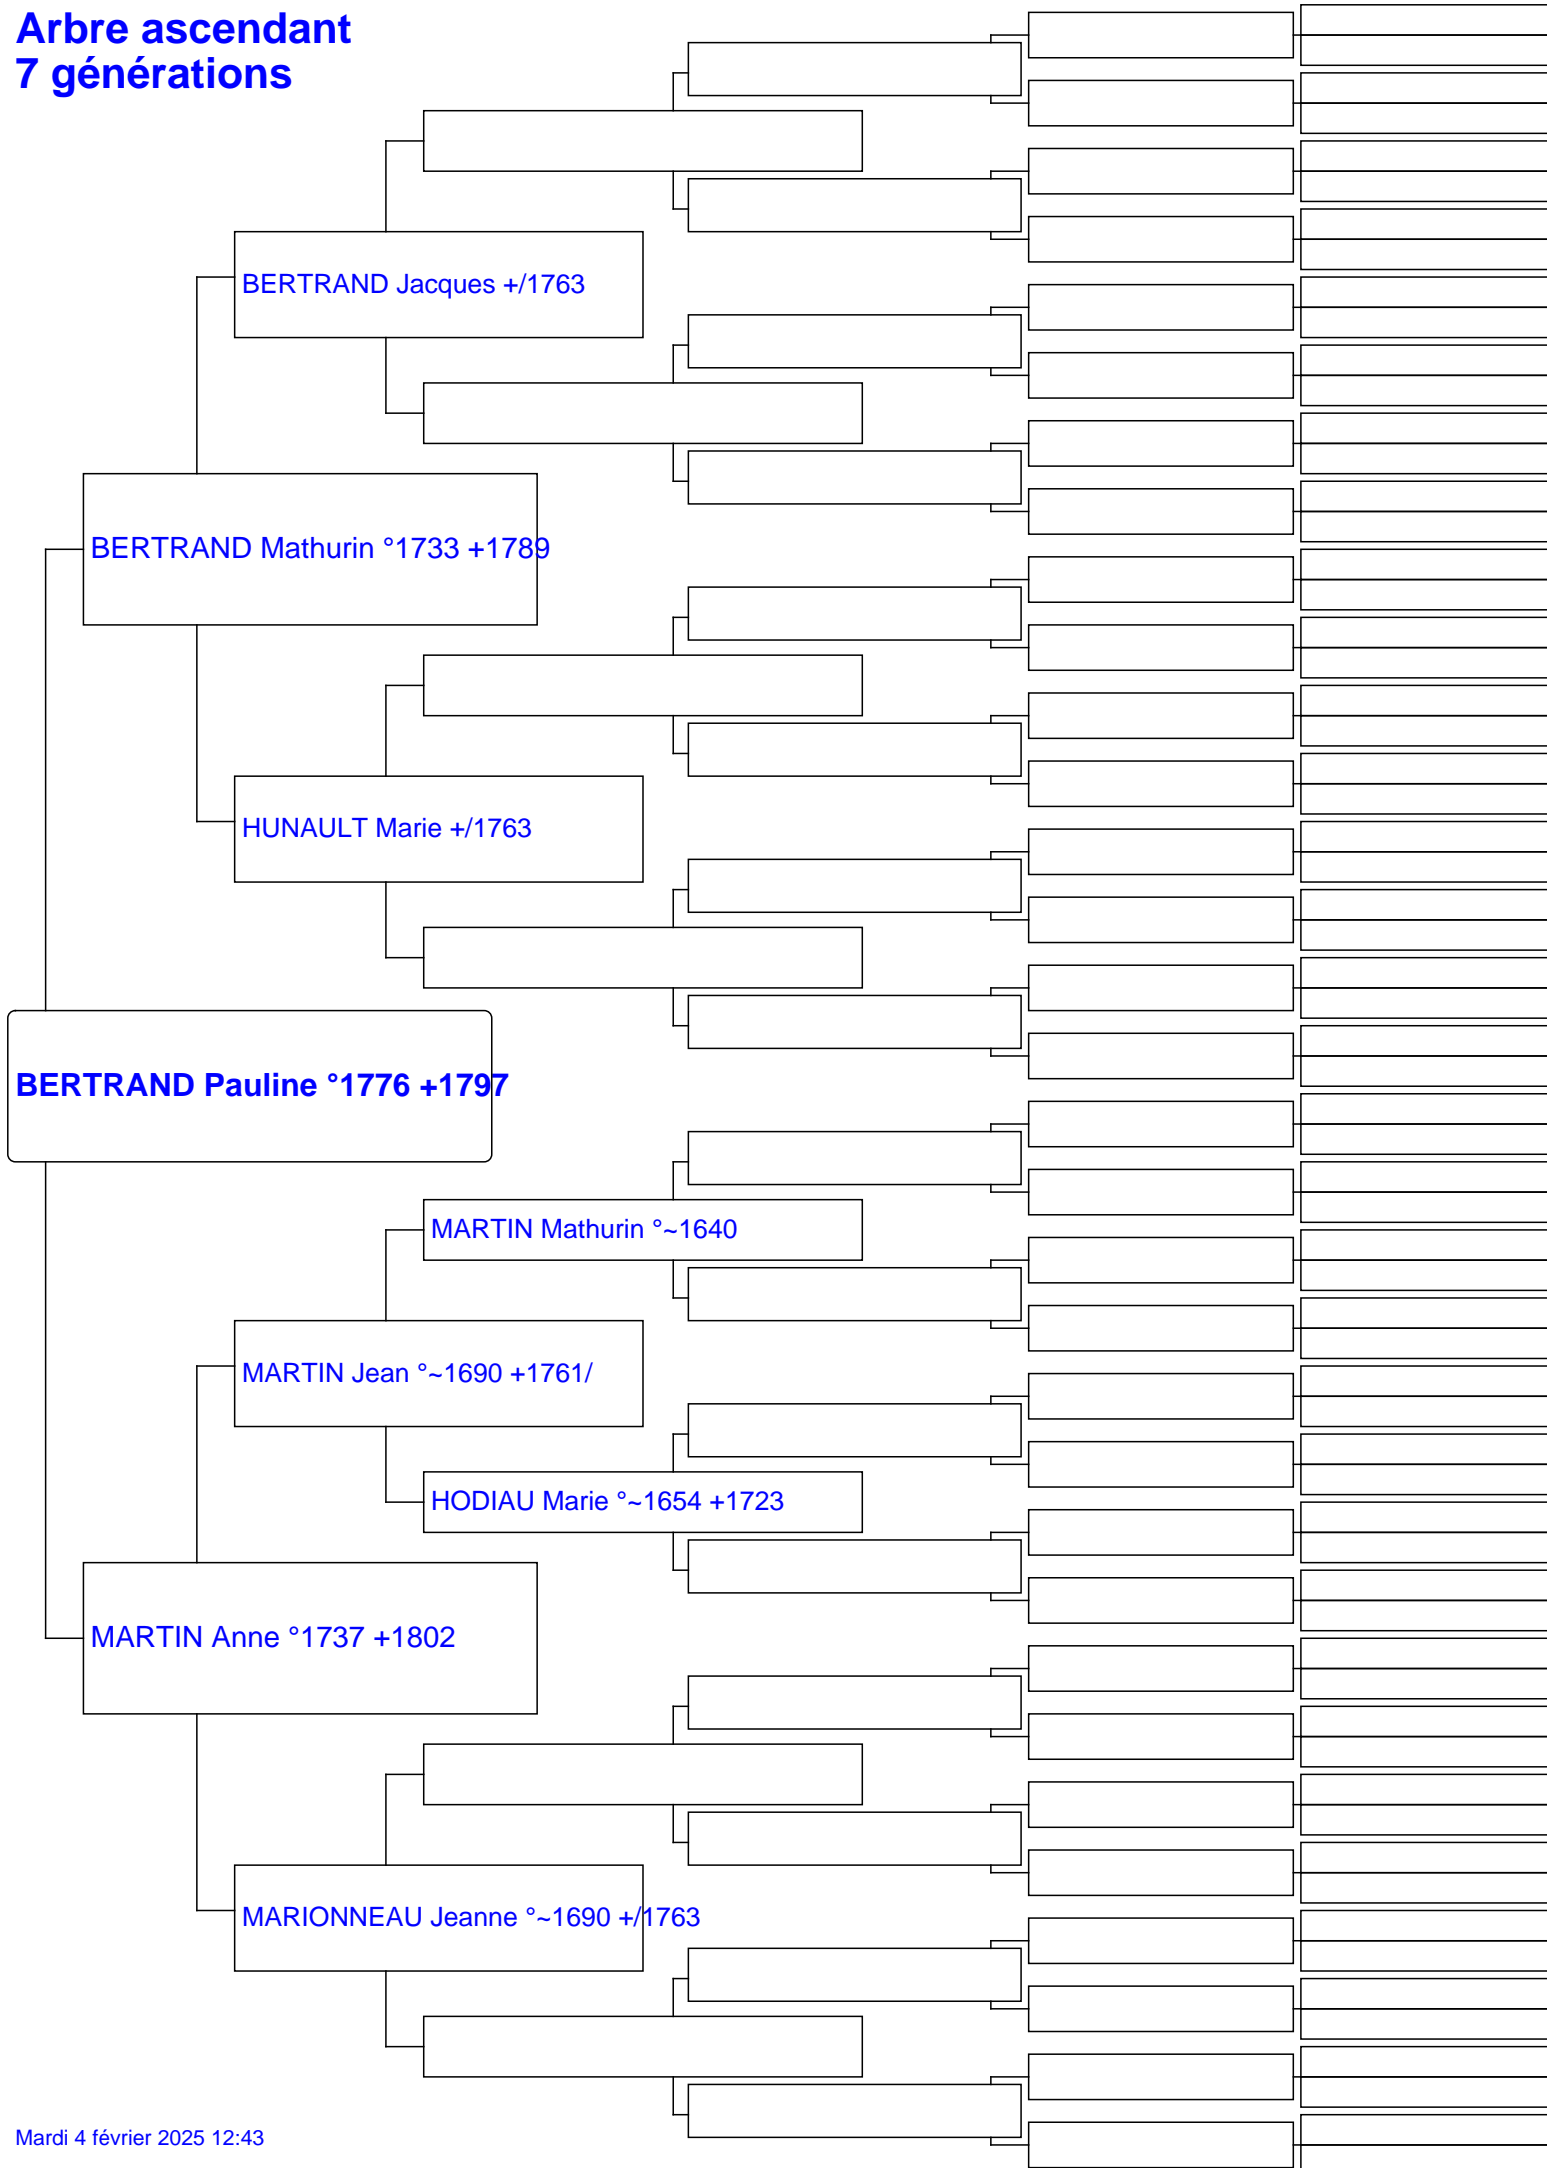 Arbre ascendant
7 générations
BERTRAND Jacques +/1763
BERTRAND Mathurin °1733 +1789
HUNAULT Marie +/1763
BERTRAND Pauline °1776 +1797
MARTIN Mathurin °~1640
MARTIN Jean °~1690 +1761/
HODIAU Marie °~1654 +1723
MARTIN Anne °1737 +1802
MARIONNEAU Jeanne °~1690 +/1763
Mardi 4 février 2025 12:43